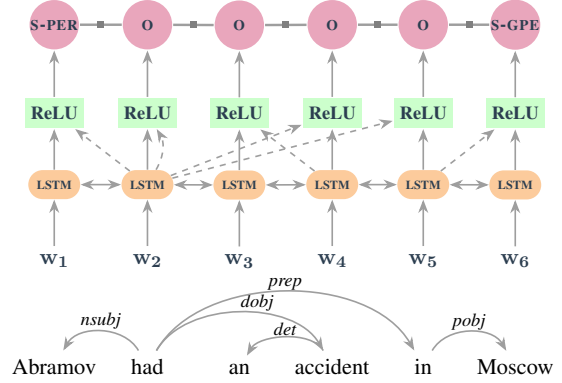 S-PER O O O O S-GPE
ReLU ReLU ReLU ReLU ReLU ReLU
LSTM LSTM LSTM LSTM LSTM LSTM
w₁ w₂ w₃ w₄ w₅ w₆
prep
dobj
nsubj det pobj
Abramov had an accident in Moscow